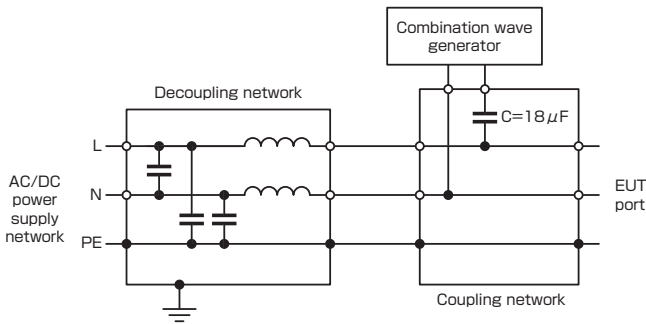 Combination wave
generator
Decoupling network
C=18μF
L
N
PE
AC/DC
power
supply
network
EUT
port
Coupling network